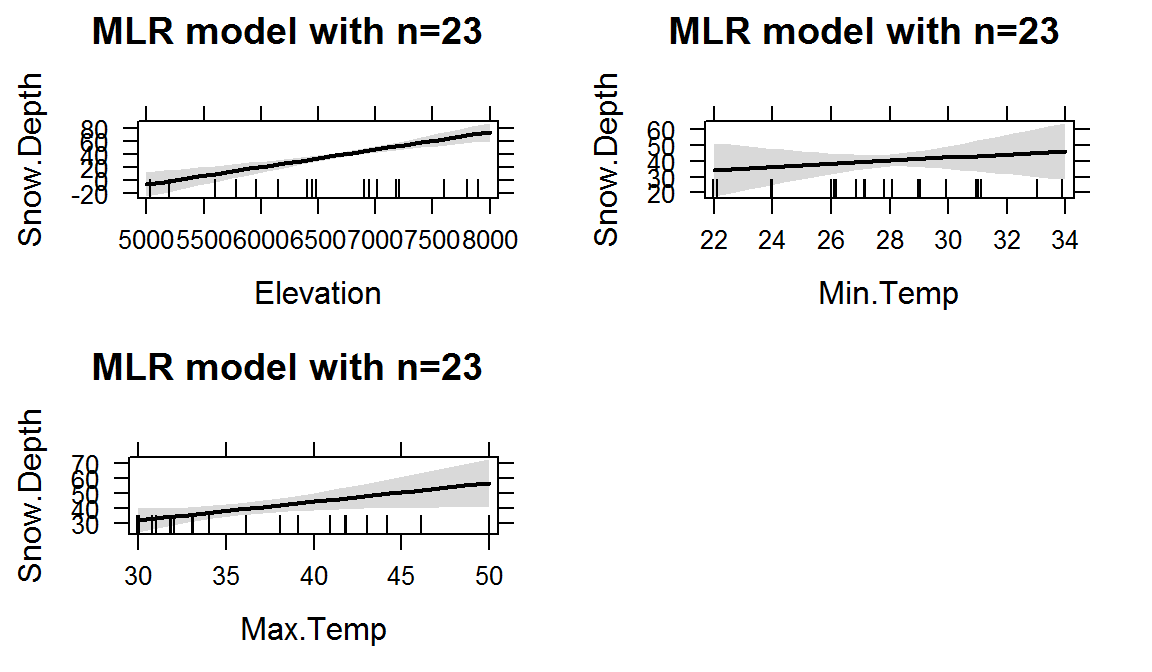 MLR model with n=23
Snow.Depth
80
60
40
20
0
-20
5000 5500 6000 6500 7000 7500 8000
Elevation
MLR model with n=23
Snow.Depth
60
50
40
30
20
22 24 26 28 30 32 34
Min.Temp
MLR model with n=23
Snow.Depth
70
60
50
40
30
30 35 40 45 50
Max.Temp